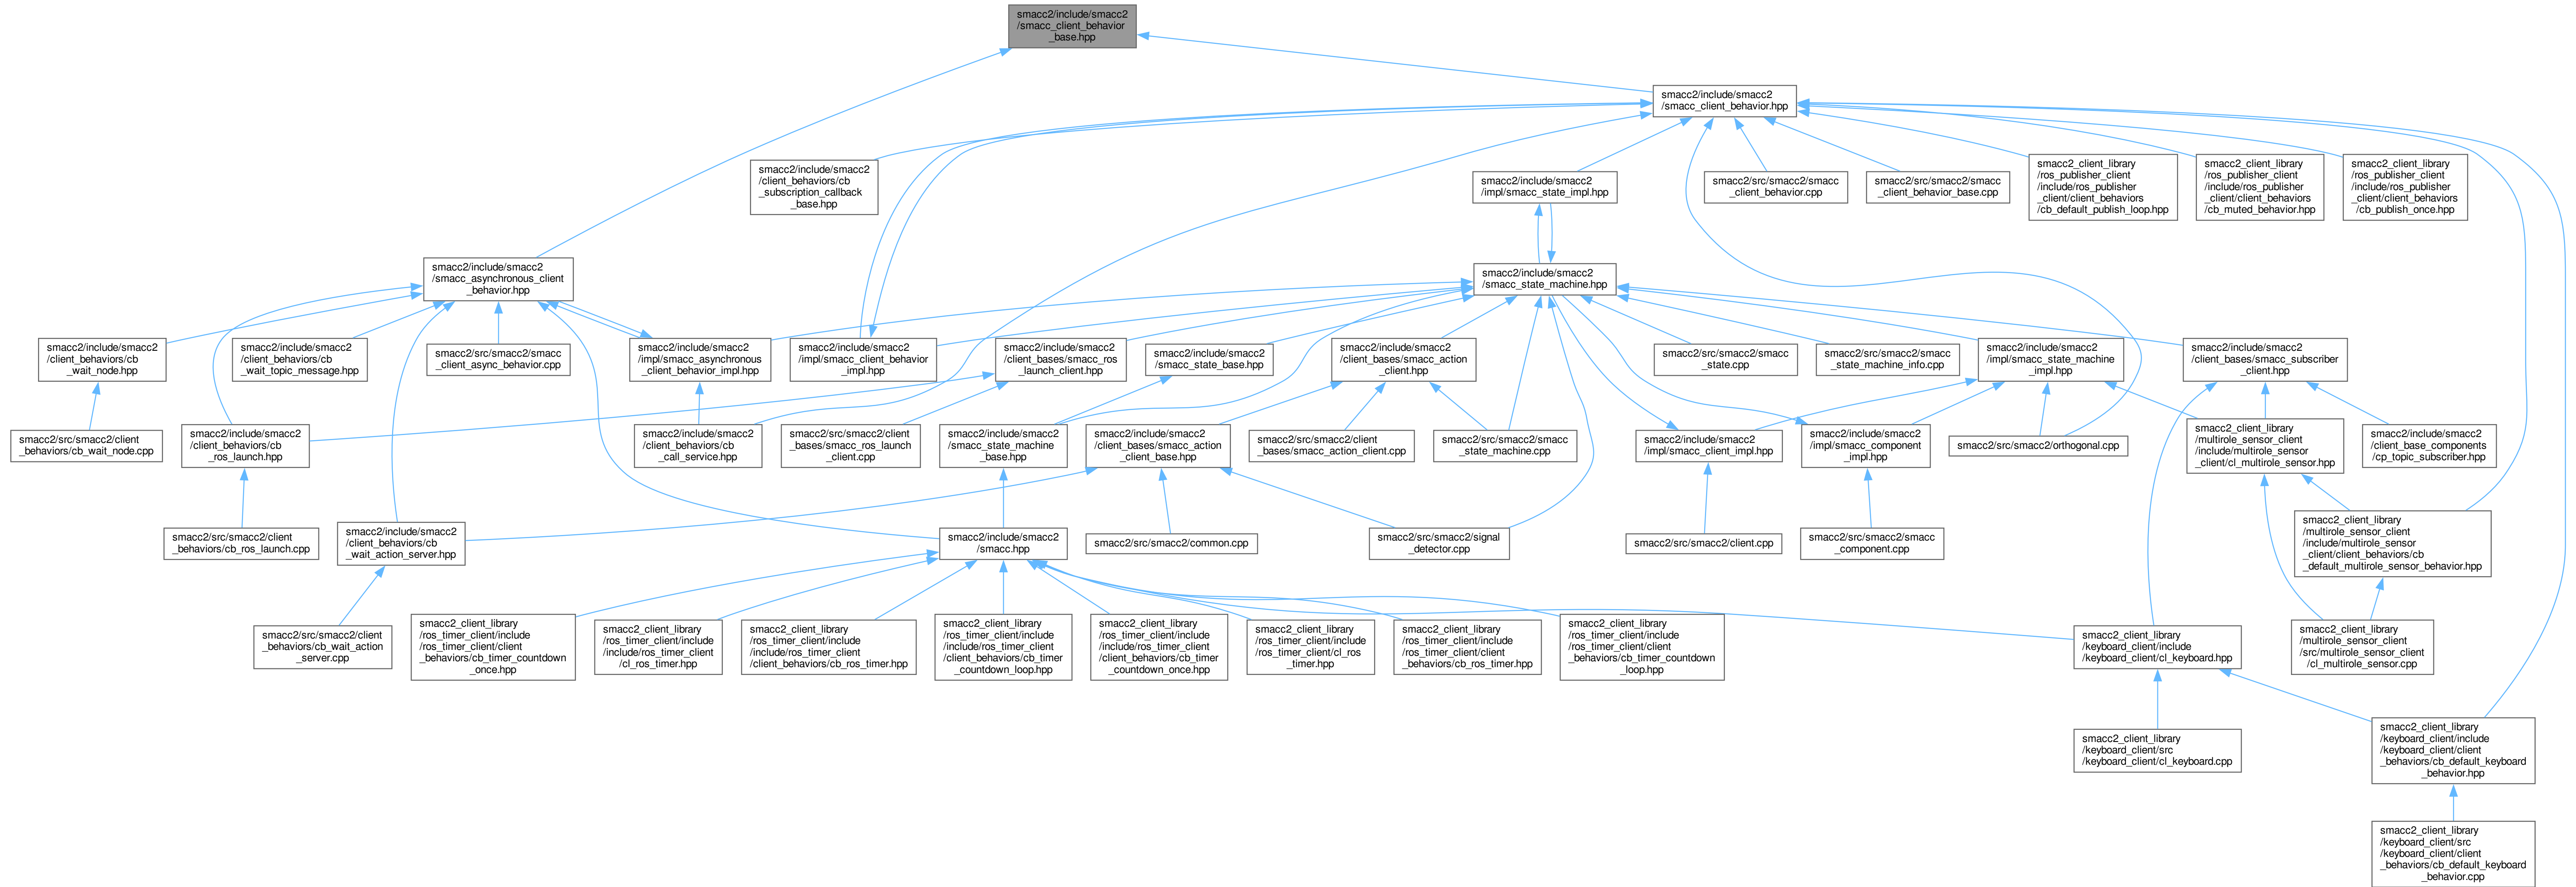 smacc2/include/smacc2
/smacc_client_behavior
_base.hpp
smacc2/include/smacc2
/smacc_client_behavior.hpp
smacc2/include/smacc2
/client_behaviors/cb
_subscription_callback
_base.hpp
smacc2/include/smacc2
/impl/smacc_state_impl.hpp
smacc2/src/smacc2/smacc
_client_behavior.cpp
smacc2/src/smacc2/smacc
_client_behavior_base.cpp
smacc2_client_library
/ros_publisher_client
/include/ros_publisher
_client/client_behaviors
/cb_default_publish_loop.hpp
smacc2_client_library
/ros_publisher_client
/include/ros_publisher
_client/client_behaviors
/cb_muted_behavior.hpp
smacc2_client_library
/ros_publisher_client
/include/ros_publisher
_client/client_behaviors
/cb_publish_once.hpp
smacc2/include/smacc2
/smacc_asynchronous_client
_behavior.hpp
smacc2/include/smacc2
/smacc_state_machine.hpp
smacc2/include/smacc2
/client_behaviors/cb
_wait_node.hpp
smacc2/include/smacc2
/client_behaviors/cb
_wait_topic_message.hpp
smacc2/src/smacc2/smacc
_client_async_behavior.cpp
smacc2/include/smacc2
/impl/smacc_asynchronous
_client_behavior_impl.hpp
smacc2/include/smacc2
/impl/smacc_client_behavior
_impl.hpp
smacc2/include/smacc2
/client_bases/smacc_ros
_launch_client.hpp
smacc2/include/smacc2
/smacc_state_base.hpp
smacc2/include/smacc2
/client_bases/smacc_action
_client.hpp
smacc2/src/smacc2/smacc
_state.cpp
smacc2/src/smacc2/smacc
_state_machine_info.cpp
smacc2/include/smacc2
/impl/smacc_state_machine
_impl.hpp
smacc2/include/smacc2
/client_bases/smacc_subscriber
_client.hpp
smacc2/src/smacc2/client
_behaviors/cb_wait_node.cpp
smacc2/include/smacc2
/client_behaviors/cb
_ros_launch.hpp
smacc2/include/smacc2
/client_behaviors/cb
_call_service.hpp
smacc2/src/smacc2/client
_bases/smacc_ros_launch
_client.cpp
smacc2/include/smacc2
/smacc_state_machine
_base.hpp
smacc2/include/smacc2
/client_bases/smacc_action
_client_base.hpp
smacc2/src/smacc2/client
_bases/smacc_action_client.cpp
smacc2/src/smacc2/smacc
_state_machine.cpp
smacc2/include/smacc2
/impl/smacc_client_impl.hpp
smacc2/include/smacc2
/impl/smacc_component
_impl.hpp
smacc2/src/smacc2/orthogonal.cpp
smacc2_client_library
/multirole_sensor_client
/include/multirole_sensor
_client/cl_multirole_sensor.hpp
smacc2/include/smacc2
/client_base_components
/cp_topic_subscriber.hpp
smacc2/src/smacc2/client
_behaviors/cb_ros_launch.cpp
smacc2/include/smacc2
/client_behaviors/cb
_wait_action_server.hpp
smacc2/include/smacc2
/smacc.hpp
smacc2/src/smacc2/common.cpp
smacc2/src/smacc2/signal
_detector.cpp
smacc2/src/smacc2/client.cpp
smacc2/src/smacc2/smacc
_component.cpp
smacc2_client_library
/multirole_sensor_client
/include/multirole_sensor
_client/client_behaviors/cb
_default_multirole_sensor_behavior.hpp
smacc2/src/smacc2/client
_behaviors/cb_wait_action
_server.cpp
smacc2_client_library
/ros_timer_client/include
/ros_timer_client/client
_behaviors/cb_timer_countdown
_once.hpp
smacc2_client_library
/ros_timer_client/include
/include/ros_timer_client
/cl_ros_timer.hpp
smacc2_client_library
/ros_timer_client/include
/include/ros_timer_client
/client_behaviors/cb_ros_timer.hpp
smacc2_client_library
/ros_timer_client/include
/include/ros_timer_client
/client_behaviors/cb_timer
_countdown_loop.hpp
smacc2_client_library
/ros_timer_client/include
/include/ros_timer_client
/client_behaviors/cb_timer
_countdown_once.hpp
smacc2_client_library
/ros_timer_client/include
/ros_timer_client/cl_ros
_timer.hpp
smacc2_client_library
/ros_timer_client/include
/ros_timer_client/client
_behaviors/cb_ros_timer.hpp
smacc2_client_library
/ros_timer_client/include
/ros_timer_client/client
_behaviors/cb_timer_countdown
_loop.hpp
smacc2_client_library
/keyboard_client/include
/keyboard_client/cl_keyboard.hpp
smacc2_client_library
/multirole_sensor_client
/src/multirole_sensor_client
/cl_multirole_sensor.cpp
smacc2_client_library
/keyboard_client/src
/keyboard_client/cl_keyboard.cpp
smacc2_client_library
/keyboard_client/include
/keyboard_client/client
_behaviors/cb_default_keyboard
_behavior.hpp
smacc2_client_library
/keyboard_client/src
/keyboard_client/client
_behaviors/cb_default_keyboard
_behavior.cpp